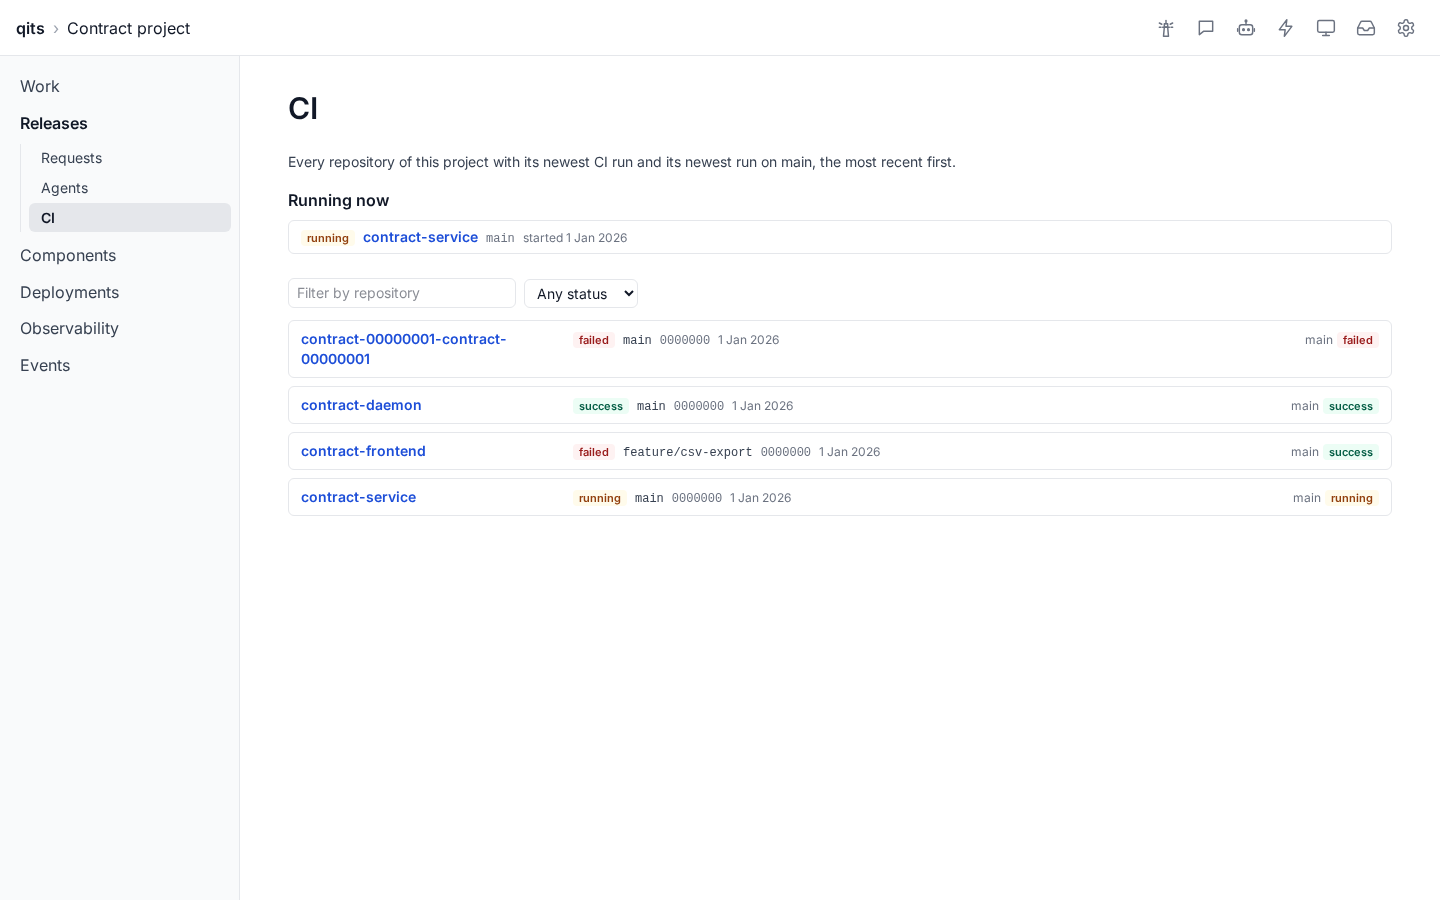 qits › Contract project
Work
Releases
Requests
Agents
CI
Components
Deployments
Observability
Events
CI
Every repository of this project with its newest CI run and its newest run on main, the most recent first.
Running now
running contract-service main started 1 Jan 2026
Filter by repository Any status
contract-00000001-contract-00000001 failed main 0000000 1 Jan 2026 main failed
contract-daemon success main 0000000 1 Jan 2026 main success
contract-frontend failed feature/csv-export 0000000 1 Jan 2026 main success
contract-service running main 0000000 1 Jan 2026 main running